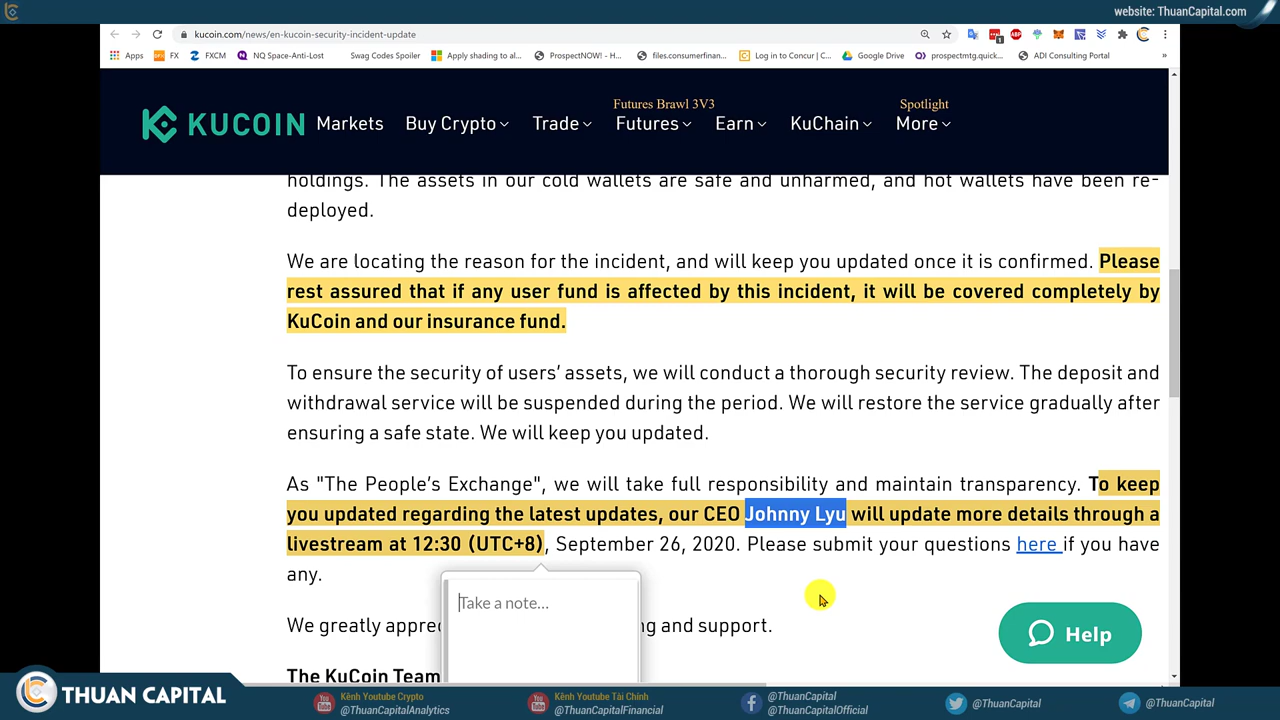 website: ThuanCapital.com
kucoin.com/news/en-kucoin-security-incident-update
Apps FX FXCM NQ Space-Anti-Lost Swag Codes Spoiler Apply shading to al... ProspectNOW! - H... files.consumerfinan... Log in to Concur | C... Google Drive prospectmtg.quick... ADI Consulting Portal »
Futures Brawl 3V3 Spotlight
KUCOIN Markets Buy Crypto Trade Futures Earn KuChain More
holdings. The assets in our cold wallets are safe and unharmed, and hot wallets have been re-
deployed.
We are locating the reason for the incident, and will keep you updated once it is confirmed. Please
rest assured that if any user fund is affected by this incident, it will be covered completely by
KuCoin and our insurance fund.
To ensure the security of users’ assets, we will conduct a thorough security review. The deposit and
withdrawal service will be suspended during the period. We will restore the service gradually after
ensuring a safe state. We will keep you updated.
As "The People’s Exchange", we will take full responsibility and maintain transparency. To keep
you updated regarding the latest updates, our CEO Johnny Lyu will update more details through a
livestream at 12:30 (UTC+8), September 26, 2020. Please submit your questions here if you have
any.
Take a note...
We greatly appre ng and support.
Help
The KuCoin Team
THUAN CAPITAL
Kênh Youtube Crypto
@ThuanCapitalAnalytics
Kênh Youtube Tài Chính
@ThuanCapitalFinancial
@ThuanCapital
@ThuanCapitalOfficial
@ThuanCapital
@ThuanCapital